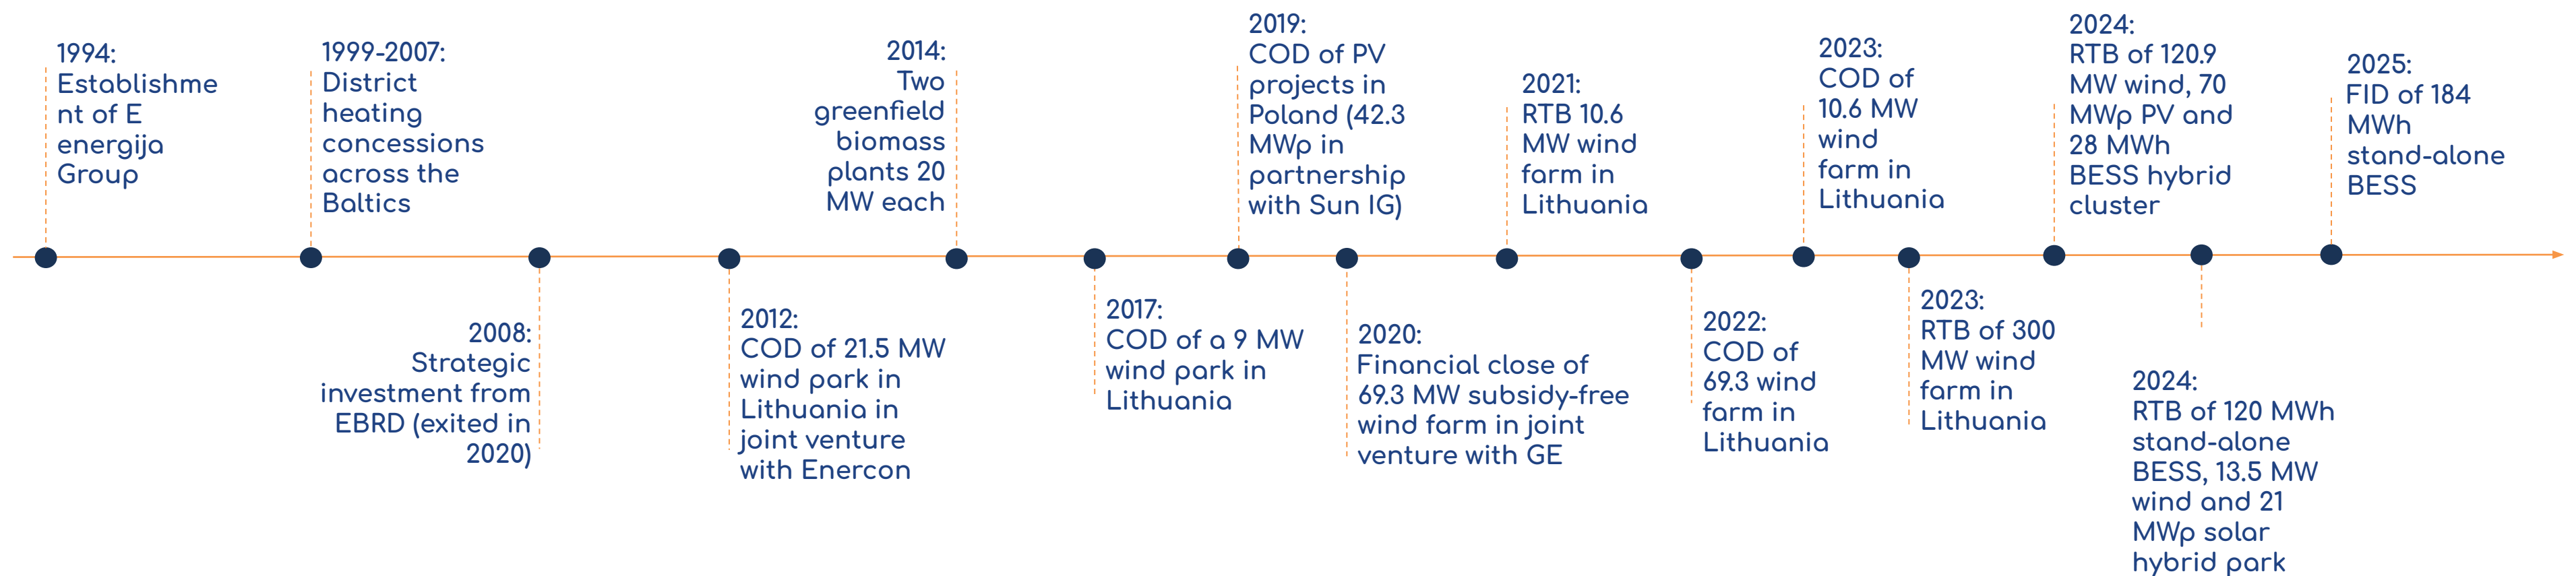 1994:
Establishme
nt of E
energija
Group
1999-2007:
District
heating
concessions
across the
Baltics
2008:
Strategic
investment from
EBRD (exited in
2020)
2012:
COD of 21.5 MW
wind park in
Lithuania in
joint venture
with Enercon
2014:
Two
greenfield
biomass
plants 20
MW each
2017:
COD of a 9 MW
wind park in
Lithuania
2019:
COD of PV
projects in
Poland (42.3
MWp in
partnership
with Sun IG)
2020:
Financial close of
69.3 MW subsidy-free
wind farm in joint
venture with GE
2021:
RTB 10.6
MW wind
farm in
Lithuania
2022:
COD of
69.3 wind
farm in
Lithuania
2023:
COD of
10.6 MW
wind
farm in
Lithuania
2023:
RTB of 300
MW wind
farm in
Lithuania
2024:
RTB of 120.9
MW wind, 70
MWp PV and
28 MWh
BESS hybrid
cluster
2024:
RTB of 120 MWh
stand-alone
BESS, 13.5 MW
wind and 21
MWp solar
hybrid park
2025:
FID of 184
MWh
stand-alone
BESS